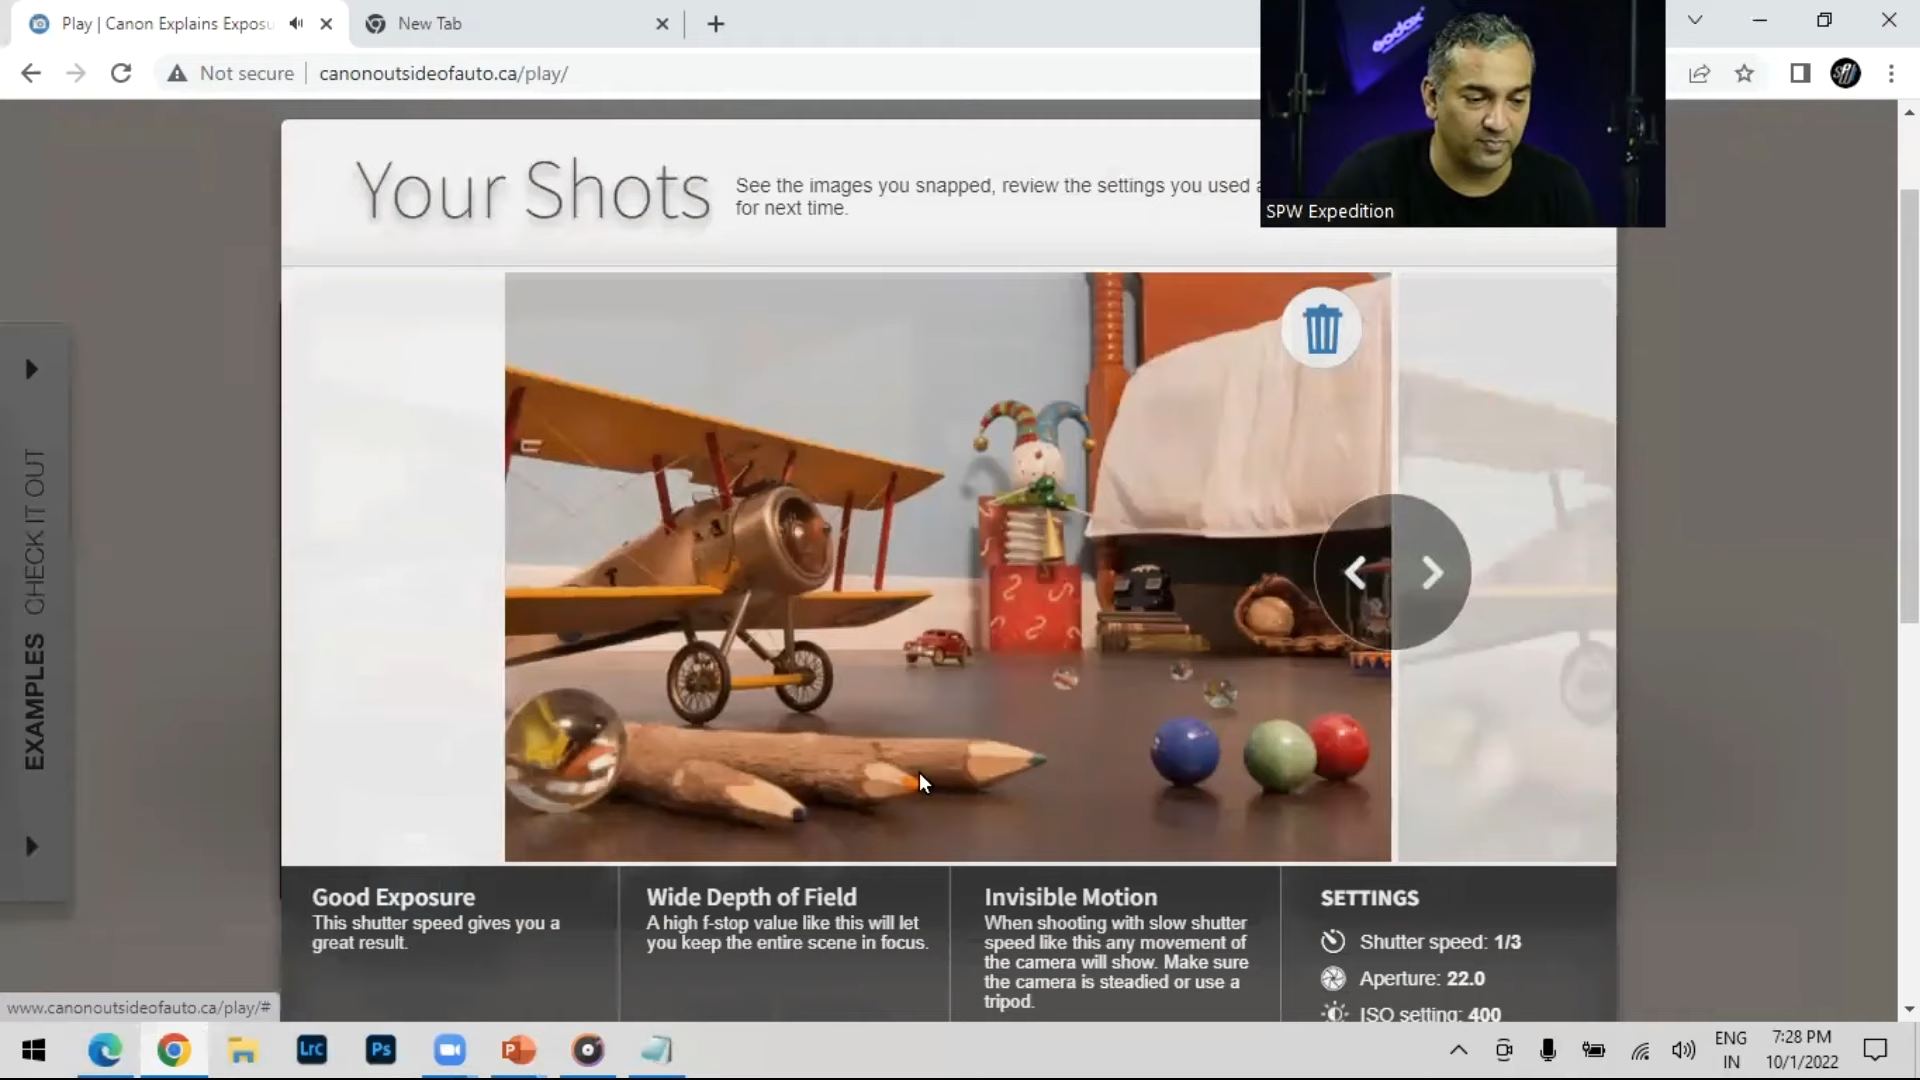 Play | Canon Explains Exposu
New Tab
Not secure
canonoutsideofauto.ca/play/
Godox
SPW Expedition
Your Shots
See the images you snapped, review the settings you used a
for next time.
EXAMPLES CHECK IT OUT
Good Exposure
This shutter speed gives you a
great result.
Wide Depth of Field
A high f-stop value like this will let
you keep the entire scene in focus.
Invisible Motion
When shooting with slow shutter
speed like this any movement of
the camera will show. Make sure
the camera is steadied or use a
tripod.
SETTINGS
Shutter speed: 1/3
Aperture: 22.0
ISO setting: 400
www.canonoutsideofauto.ca/play/#
Lrc
Ps
P
ENG
IN
7:28 PM
10/1/2022